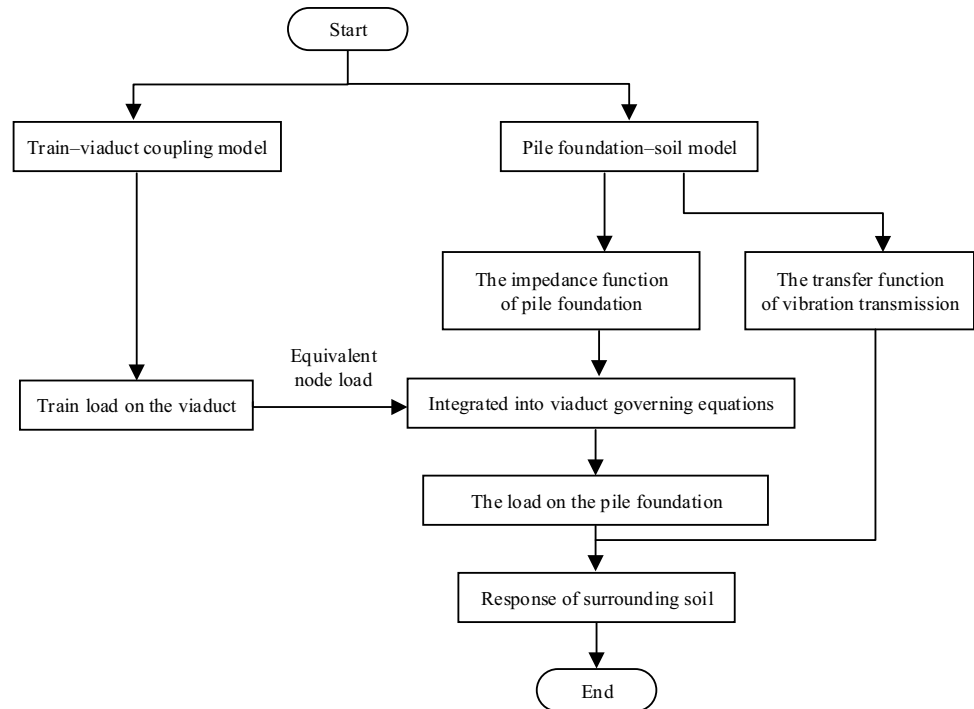 Start
Train–viaduct coupling model
Pile foundation–soil model
The impedance function
of pile foundation
The transfer function
of vibration transmission
Equivalent
node load
Train load on the viaduct
Integrated into viaduct governing equations
The load on the pile foundation
Response of surrounding soil
End